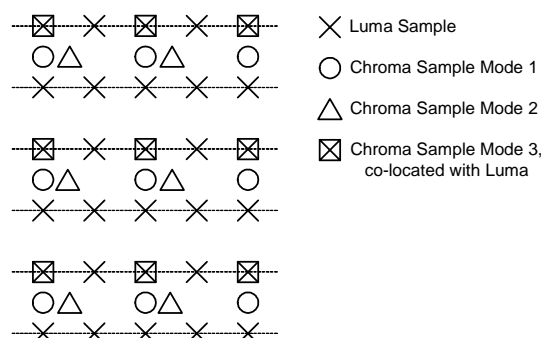 Luma Sample
Chroma Sample Mode 1
Chroma Sample Mode 2
Chroma Sample Mode 3,
co-located with Luma